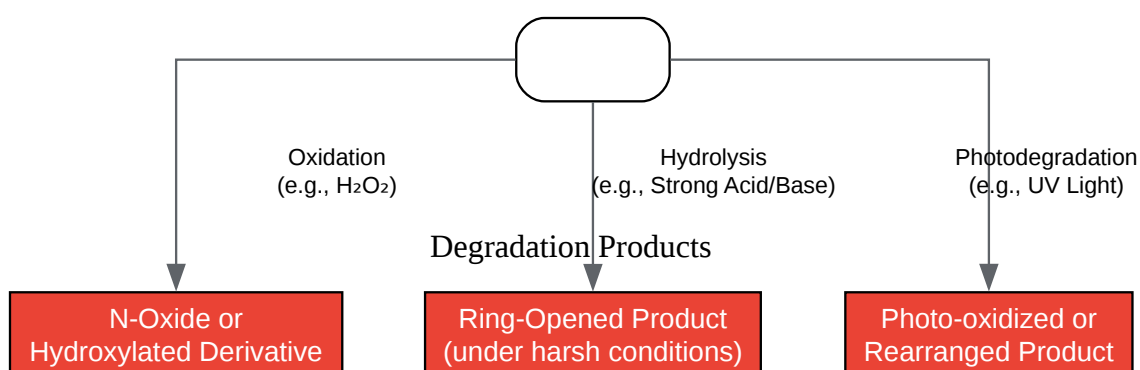 Oxidation
(e.g., H₂O₂)
Hydrolysis
(e.g., Strong Acid/Base)
Photodegradation
(e.g., UV Light)
Degradation Products
N-Oxide or
Hydroxylated Derivative
Ring-Opened Product
(under harsh conditions)
Photo-oxidized or
Rearranged Product